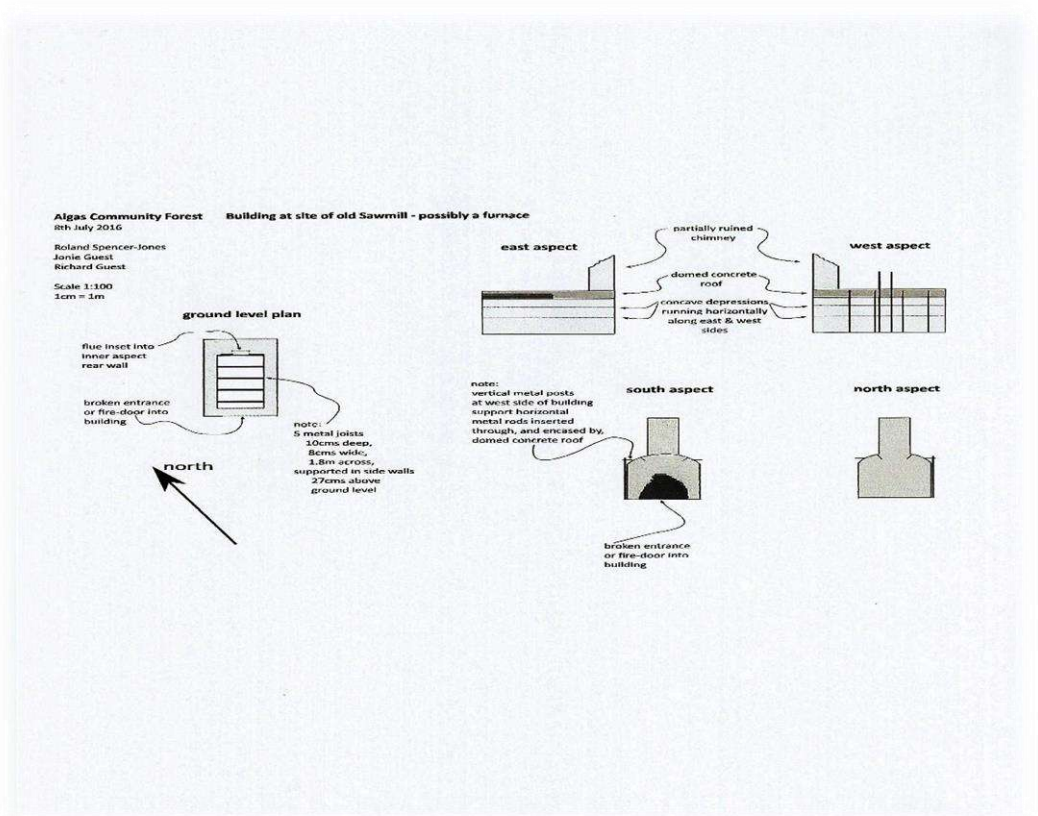 Aigas Community Forest Building at site of old Sawmill - possibly a furnace
8th July 2016
Roland Spencer-Jones
Janie Guest
Richard Guest
Scale 1:100
1cm = 1m
ground level plan
flue inset into
inner aspect
rear wall
broken entrance
or fire-door into
building
north
note:
5 metal joists
10cms deep,
8cms wide,
1.8m across,
supported in side walls
27cms above
ground level
east aspect
partially ruined
chimney
west aspect
domed concrete
roof
concave depressions
running horizontally
along east & west
sides
note:
vertical metal posts
at west side of building
support horizontal
metal rods inserted
through, and encased by,
domed concrete roof
south aspect
north aspect
broken entrance
or fire-door into
building